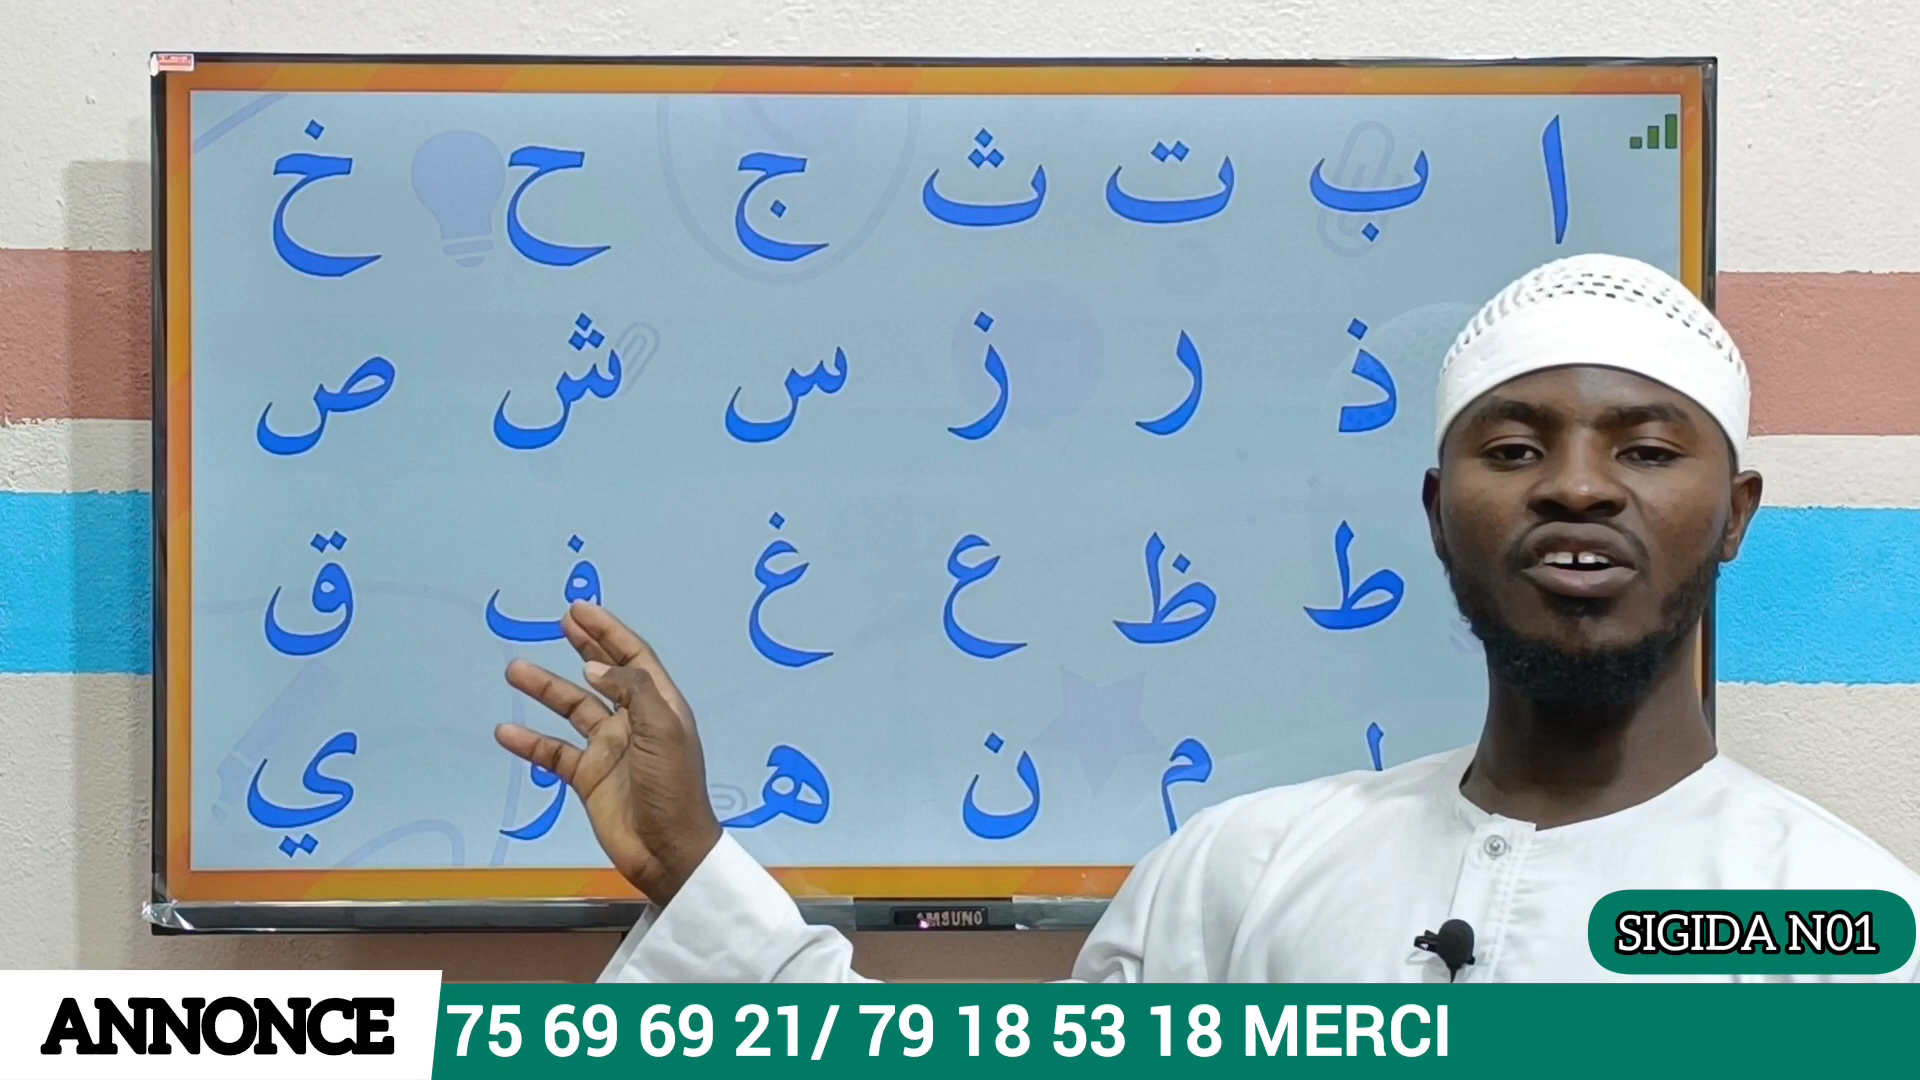 ا ب ت ث ج ح خ
ذ ر ز س ش ص
ط ظ ع غ ف ق
م ن ه و ي
SIGIDA N01
ANNONCE
75 69 69 21/ 79 18 53 18 MERCI